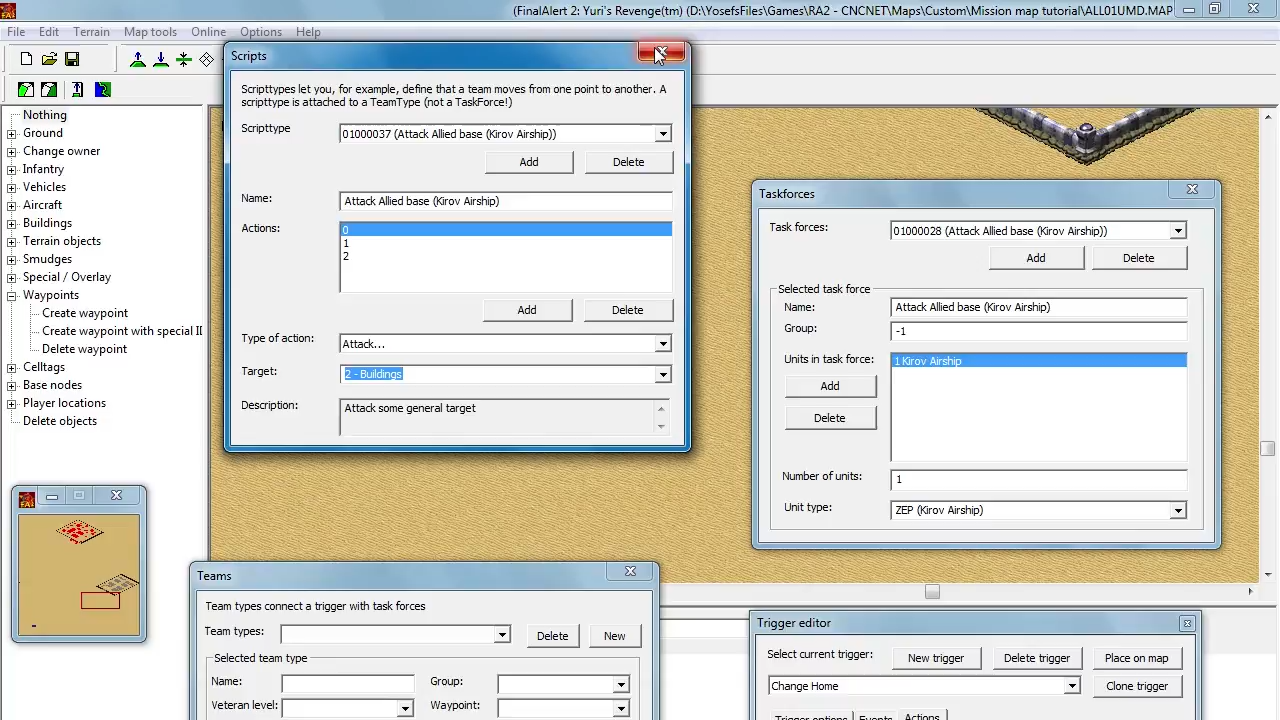 (FinalAlert 2: Yuri's Revenge(tm) (D:\YosefsFiles\Games\RA2 - CNCNET\Maps\Custom\Mission map tutorial\ALL01UMD.MAP
File Edit Terrain Map tools Online Options Help
Scripts
Scripttypes let you, for example, define that a team moves from one point to another. A
scripttype is attached to a TeamType (not a TaskForce!)
Scripttype
01000037 (Attack Allied base (Kirov Airship))
Add Delete
Name:
Attack Allied base (Kirov Airship)
Actions:
0
1
2
Add Delete
Type of action:
Attack...
Target:
2 - Buildings
Description:
Attack some general target
Nothing
Ground
Change owner
Infantry
Vehicles
Aircraft
Buildings
Terrain objects
Smudges
Special / Overlay
Waypoints
Create waypoint
Create waypoint with special ID
Delete waypoint
Celltags
Base nodes
Player locations
Delete objects
Taskforces
Task forces:
01000028 (Attack Allied base (Kirov Airship))
Add Delete
Selected task force
Name:
Attack Allied base (Kirov Airship)
Group:
-1
Units in task force:
1 Kirov Airship
Add
Delete
Number of units:
1
Unit type:
ZEP (Kirov Airship)
Teams
Team types connect a trigger with task forces
Team types:
Delete New
Selected team type
Name: Group:
Veteran level: Waypoint:
Trigger editor
Select current trigger:
New trigger Delete trigger Place on map
Change Home
Clone trigger
Trigger options Events Actions